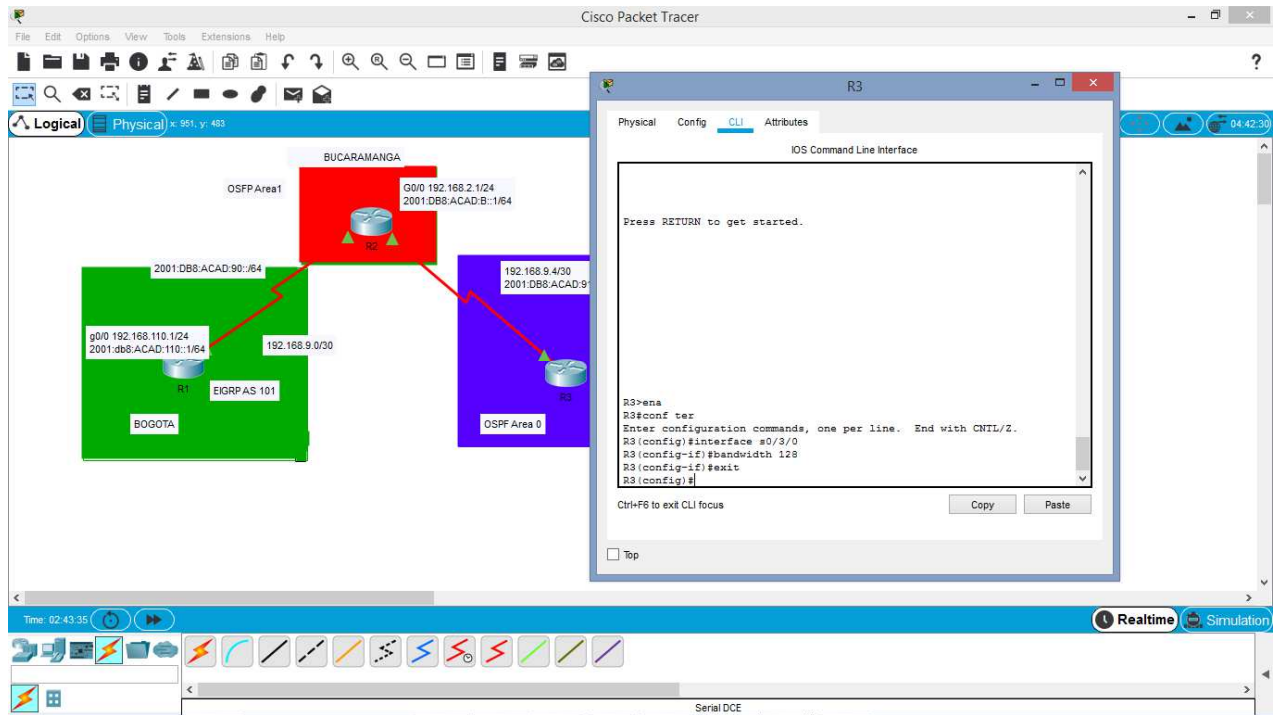 Cisco Packet Tracer
File Edit Options View Tools Extensions Help
?
Logical Physical x: 951, y: 483
04:42:30
BUCARAMANGA
OSFP Area1
G0/0 192.168.2.1/24
2001:DB8:ACAD:B::1/64
R2
2001:DB8:ACAD:90::/64
192.168.9.4/30
2001:DB8:ACAD:91
g0/0 192.168.110.1/24
2001:db8:ACAD:110::1/64
192.168.9.0/30
R1
EIGRP AS 101
R3
BOGOTA
OSPF Area 0
R3
Physical Config CLI Attributes
IOS Command Line Interface
Press RETURN to get started.
R3>ena
R3#conf ter
Enter configuration commands, one per line. End with CNTL/Z.
R3(config)#interface s0/3/0
R3(config-if)#bandwidth 128
R3(config-if)#exit
R3(config)#
Ctrl+F6 to exit CLI focus
Copy Paste
Top
Time: 02:43:35
Realtime Simulation
Serial DCE